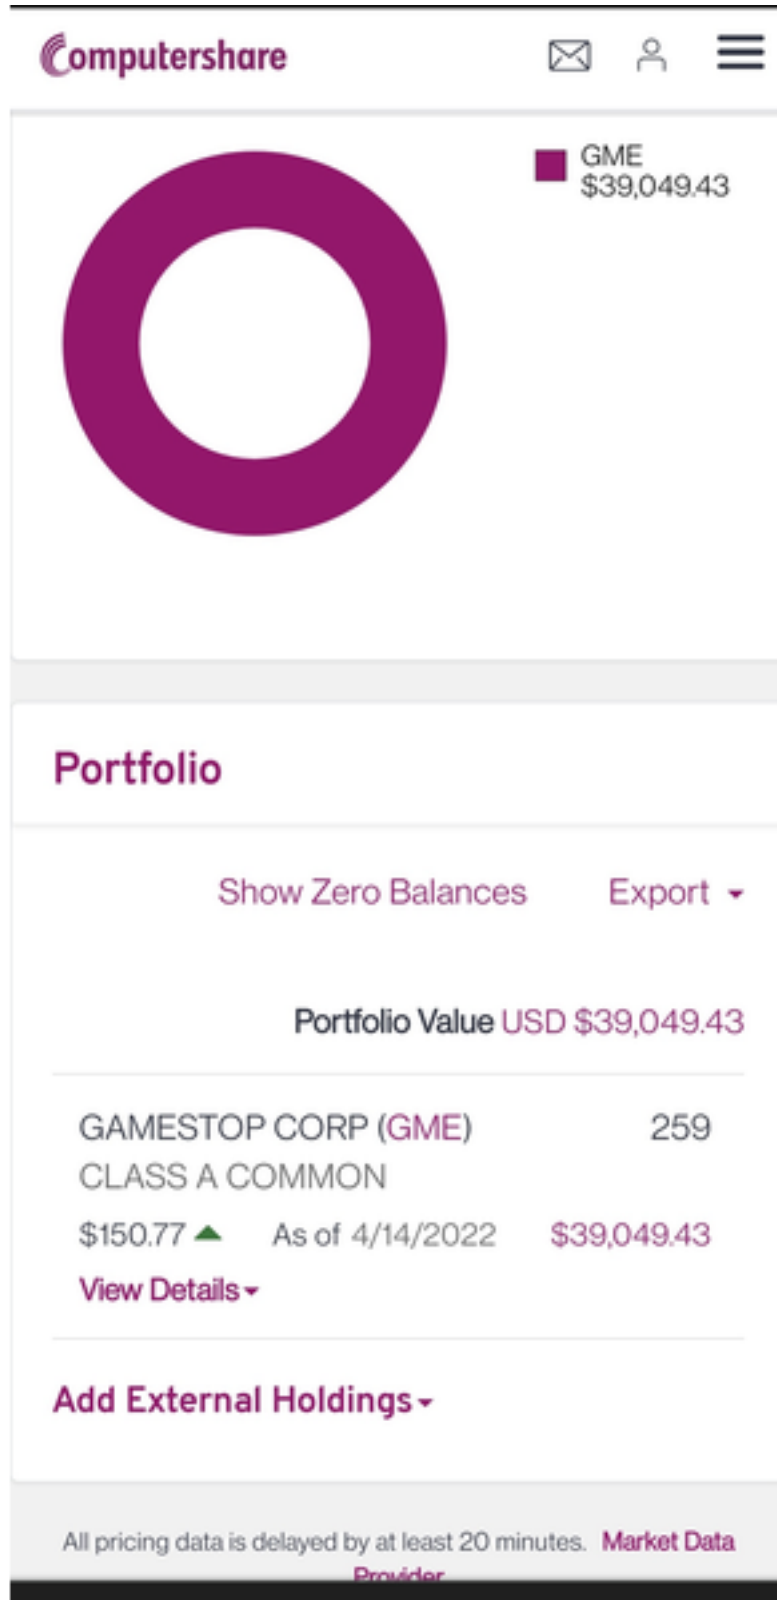 Computershare
GME
$39,049.43
Portfolio
Show Zero Balances Export
Portfolio Value USD $39,049.43
GAMESTOP CORP (GME) 259
CLASS A COMMON
$150.77 As of 4/14/2022 $39,049.43
View Details
Add External Holdings
All pricing data is delayed by at least 20 minutes. Market Data
Provider